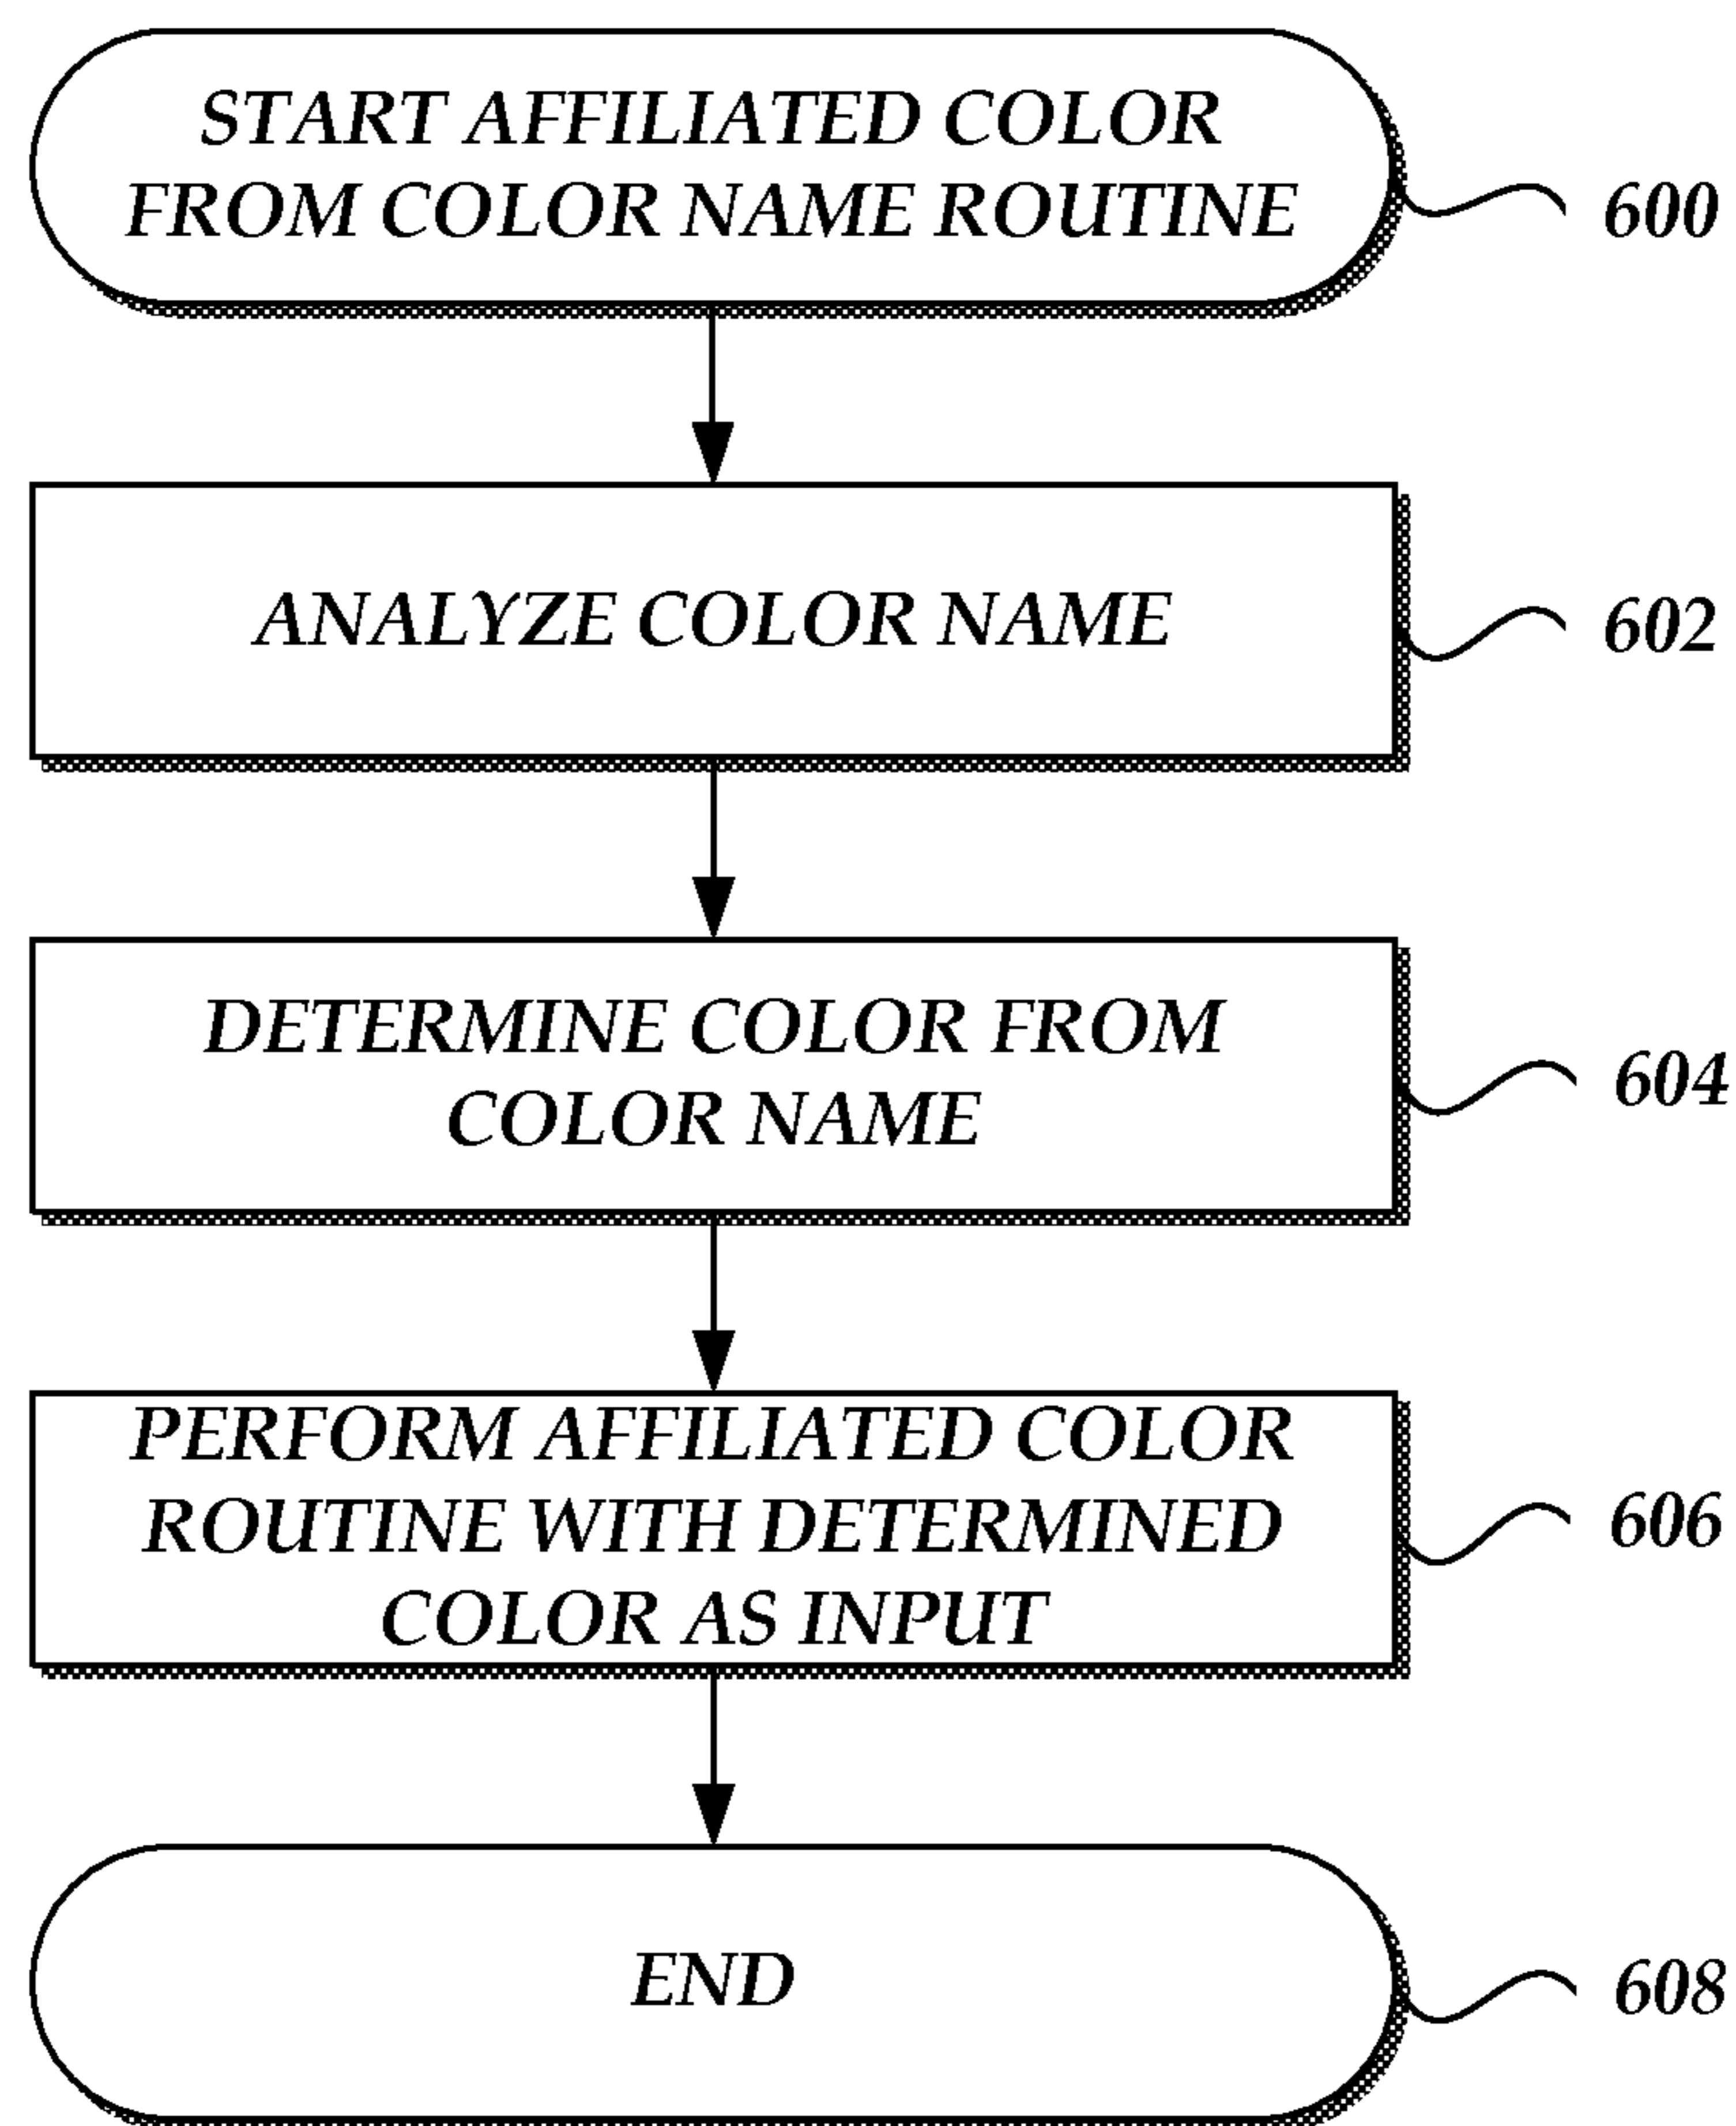 START AFFILIATED COLOR
FROM COLOR NAME ROUTINE
600
ANALYZE COLOR NAME
602
DETERMINE COLOR FROM
COLOR NAME
604
PERFORM AFFILIATED COLOR
ROUTINE WITH DETERMINED
COLOR AS INPUT
606
END
608